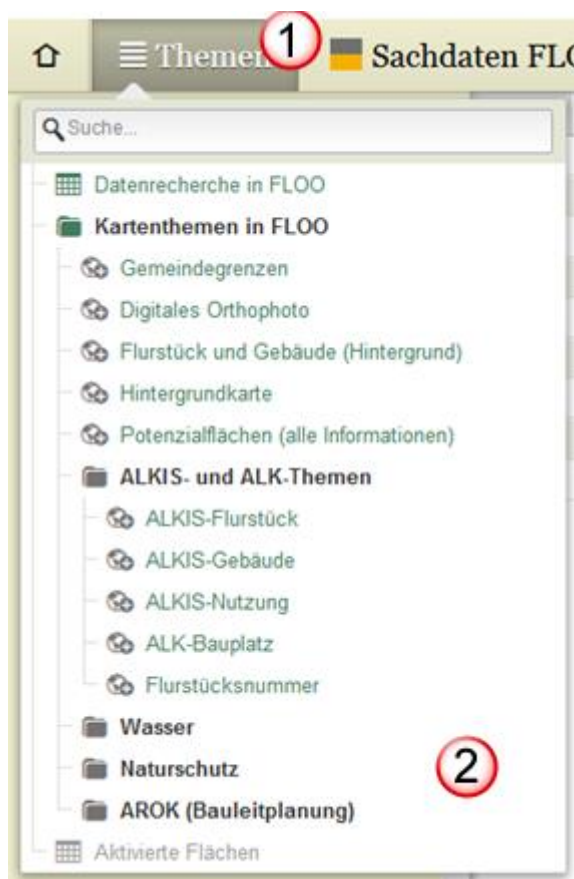 Themen 1 Sachdaten FLO
Suche...
Datenrecherche in FLOO
Kartenthemen in FLOO
Gemeindegrenzen
Digitales Orthophoto
Flurstück und Gebäude (Hintergrund)
Hintergrundkarte
Potenzialflächen (alle Informationen)
ALKIS- und ALK-Themen
ALKIS-Flurstück
ALKIS-Gebäude
ALKIS-Nutzung
ALK-Bauplatz
Flurstücksnummer
Wasser
Naturschutz
2
AROK (Bauleitplanung)
Aktivierte Flächen